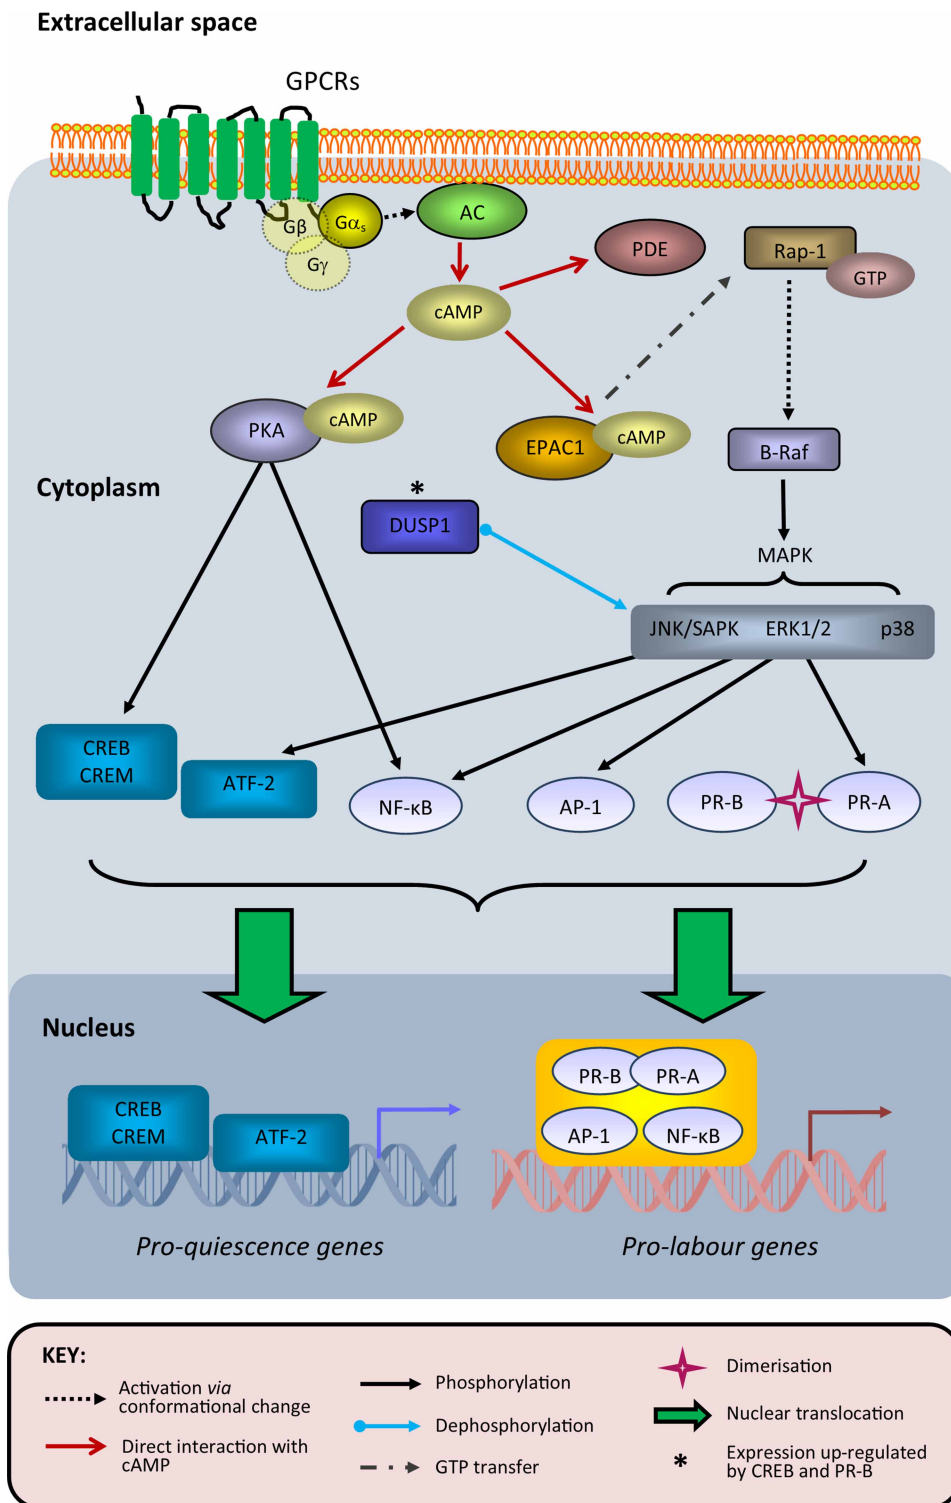 Extracellular space
GPCRs
Gβ
Gαs
Gγ
AC
PDE
Rap-1
GTP
cAMP
PKA
cAMP
EPAC1
cAMP
B-Raf
Cytoplasm
*
DUSP1
MAPK
JNK/SAPK ERK1/2 p38
CREB
CREM
ATF-2
NF-κB
AP-1
PR-B
PR-A
Nucleus
CREB
CREM
ATF-2
PR-B
PR-A
AP-1
NF-κB
Pro-quiescence genes
Pro-labour genes
KEY:
Activation via
conformational change
Direct interaction with
cAMP
Phosphorylation
Dephosphorylation
GTP transfer
Dimerisation
Nuclear translocation
* Expression up-regulated
by CREB and PR-B